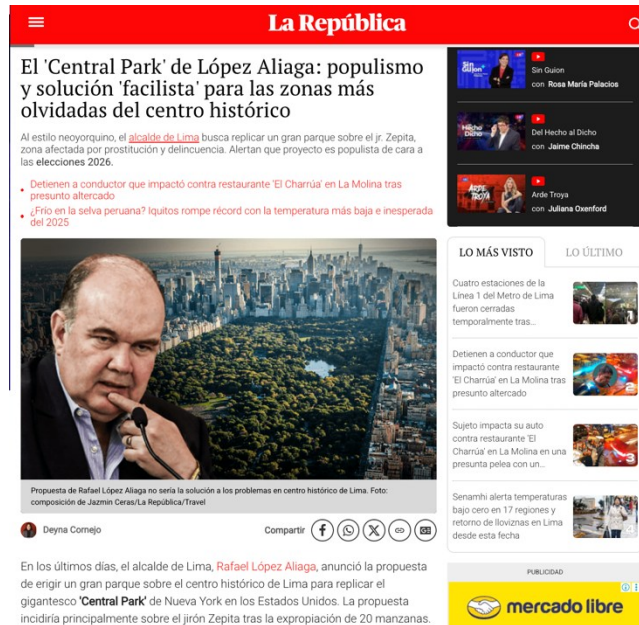 La República
El 'Central Park' de López Aliaga: populismo
y solución 'facilista' para las zonas más
olvidadas del centro histórico
Al estilo neoyorquino, el alcalde de Lima busca replicar un gran parque sobre el jr. Zepita,
zona afectada por prostitución y delincuencia. Alertan que proyecto es populista de cara a
las elecciones 2026.
Detienen a conductor que impactó contra restaurante 'El Charrúa' en La Molina tras
presunto altercado
¿Frío en la selva peruana? Iquitos rompe récord con la temperatura más baja e inesperada
del 2025
Propuesta de Rafael López Aliaga no sería la solución a los problemas en centro histórico de Lima. Foto:
composición de Jazmin Ceras/La República/Travel
Deyna Cornejo
Compartir
En los últimos días, el alcalde de Lima, Rafael López Aliaga, anunció la propuesta
de erigir un gran parque sobre el centro histórico de Lima para replicar el
gigantesco 'Central Park' de Nueva York en los Estados Unidos. La propuesta
incidiría principalmente sobre el jirón Zepita tras la expropiación de 20 manzanas.
Sin
Guion
Sin Guion
con Rosa María Palacios
Hecho
Dicho
Del Hecho al Dicho
con Jaime Chincha
ARDE
TROYA
Arde Troya
con Juliana Oxenford
LO MÁS VISTO
LO ÚLTIMO
Cuatro estaciones de la
Línea 1 del Metro de Lima
fueron cerradas
temporalmente tras...
1
Detienen a conductor que
impactó contra restaurante
'El Charrúa' en La Molina tras
presunto altercado
2
Sujeto impacta su auto
contra restaurante 'El
Charrúa' en La Molina en una
presunta pelea con un...
3
Senamhi alerta temperaturas
bajo cero en 17 regiones y
retorno de lloviznas en Lima
desde esta fecha
PUBLICIDAD
mercado libre